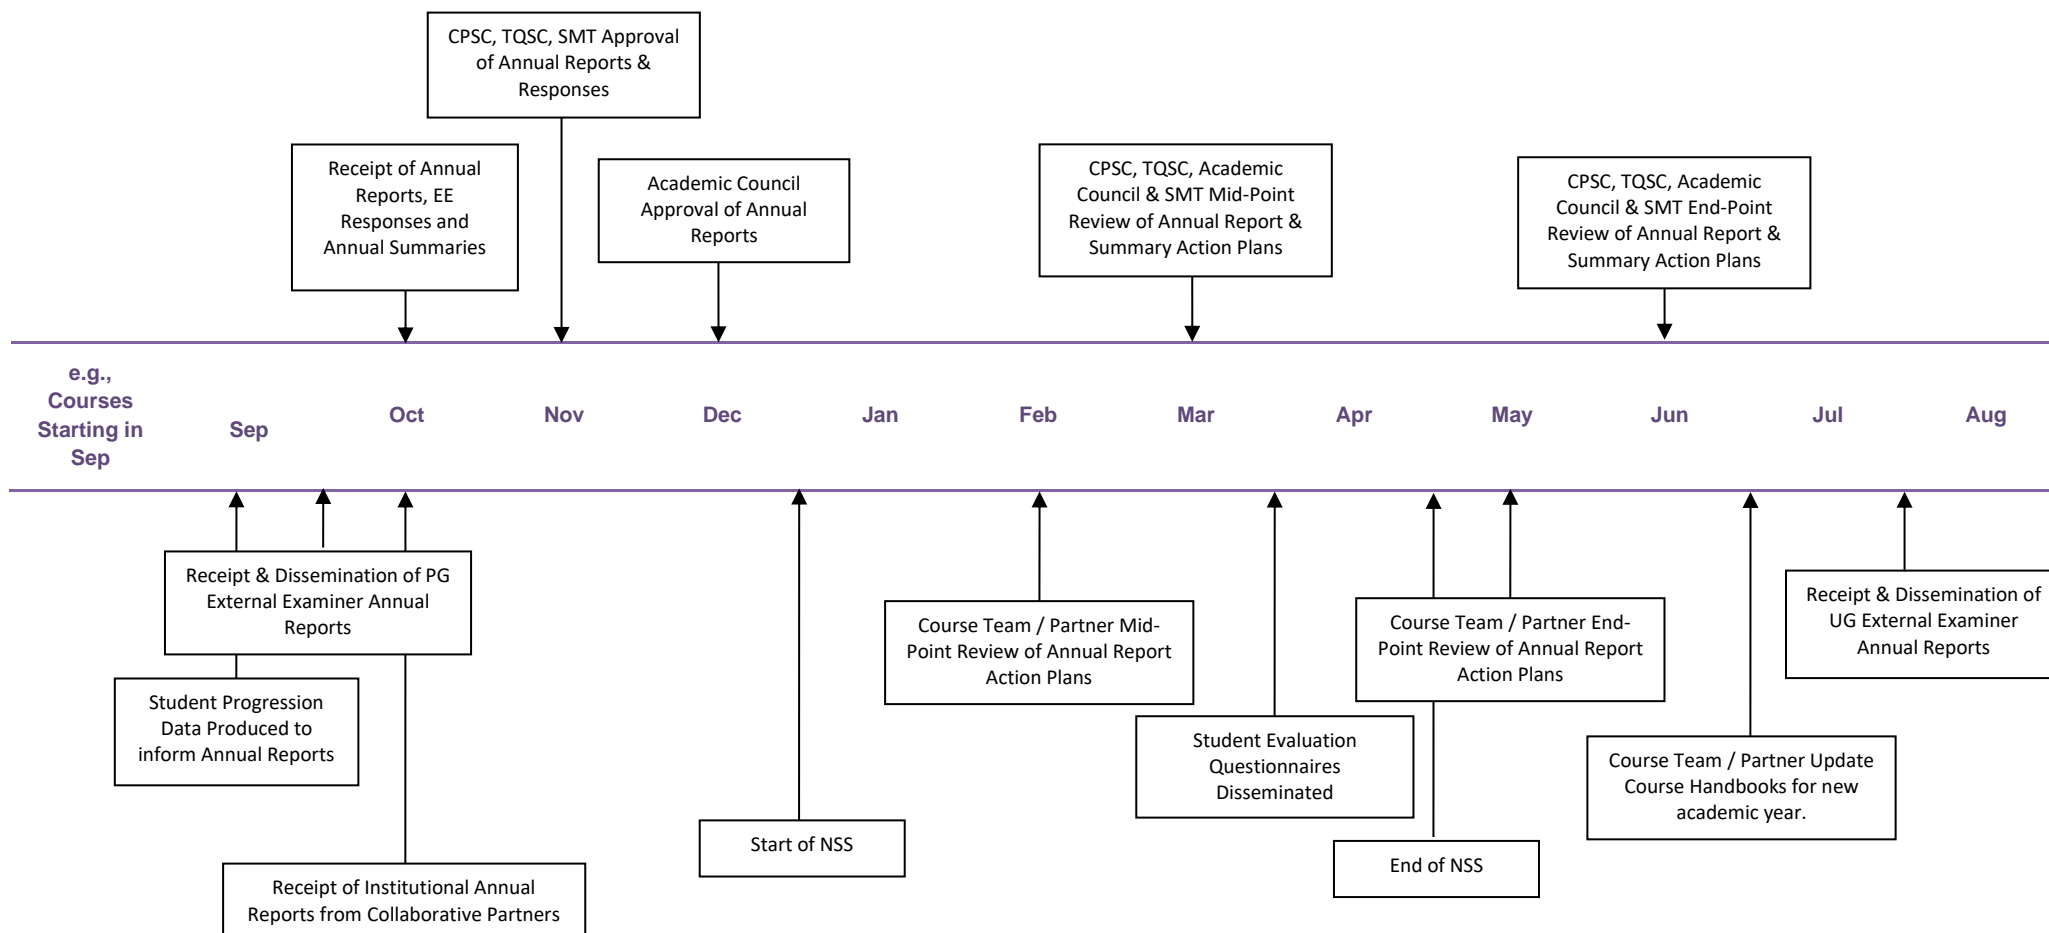 CPSC, TQSC, SMT Approval
of Annual Reports &
Responses
Receipt of Annual
Reports, EE
Responses and
Annual Summaries
Academic Council
Approval of Annual
Reports
CPSC, TQSC, Academic
Council & SMT Mid-Point
Review of Annual Report &
Summary Action Plans
CPSC, TQSC, Academic
Council & SMT End-Point
Review of Annual Report &
Summary Action Plans
e.g.,
Courses
Starting in
Sep
Sep
Oct
Nov
Dec
Jan
Feb
Mar
Apr
May
Jun
Jul
Aug
Receipt & Dissemination of PG
External Examiner Annual
Reports
Student Progression
Data Produced to
inform Annual Reports
Receipt of Institutional Annual
Reports from Collaborative Partners
Start of NSS
Course Team / Partner Mid-
Point Review of Annual Report
Action Plans
Student Evaluation
Questionnaires
Disseminated
Course Team / Partner End-
Point Review of Annual Report
Action Plans
End of NSS
Course Team / Partner Update
Course Handbooks for new
academic year.
Receipt & Dissemination of
UG External Examiner
Annual Reports